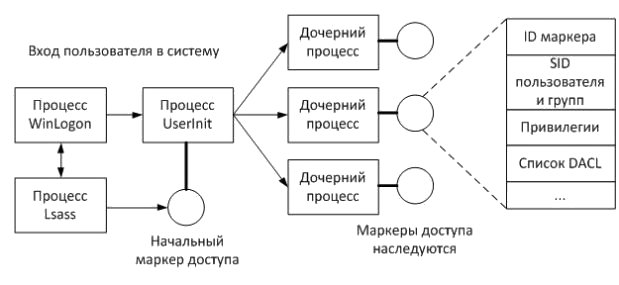 Вход пользователя в систему
Процесс
WinLogon
Процесс
UserInit
Процесс
Lsass
Начальный
маркер доступа
Дочерний
процесс
Дочерний
процесс
Дочерний
процесс
Маркеры доступа
наследуются
ID маркера
SID
пользователя
и групп
Привилегии
Список DACL
...